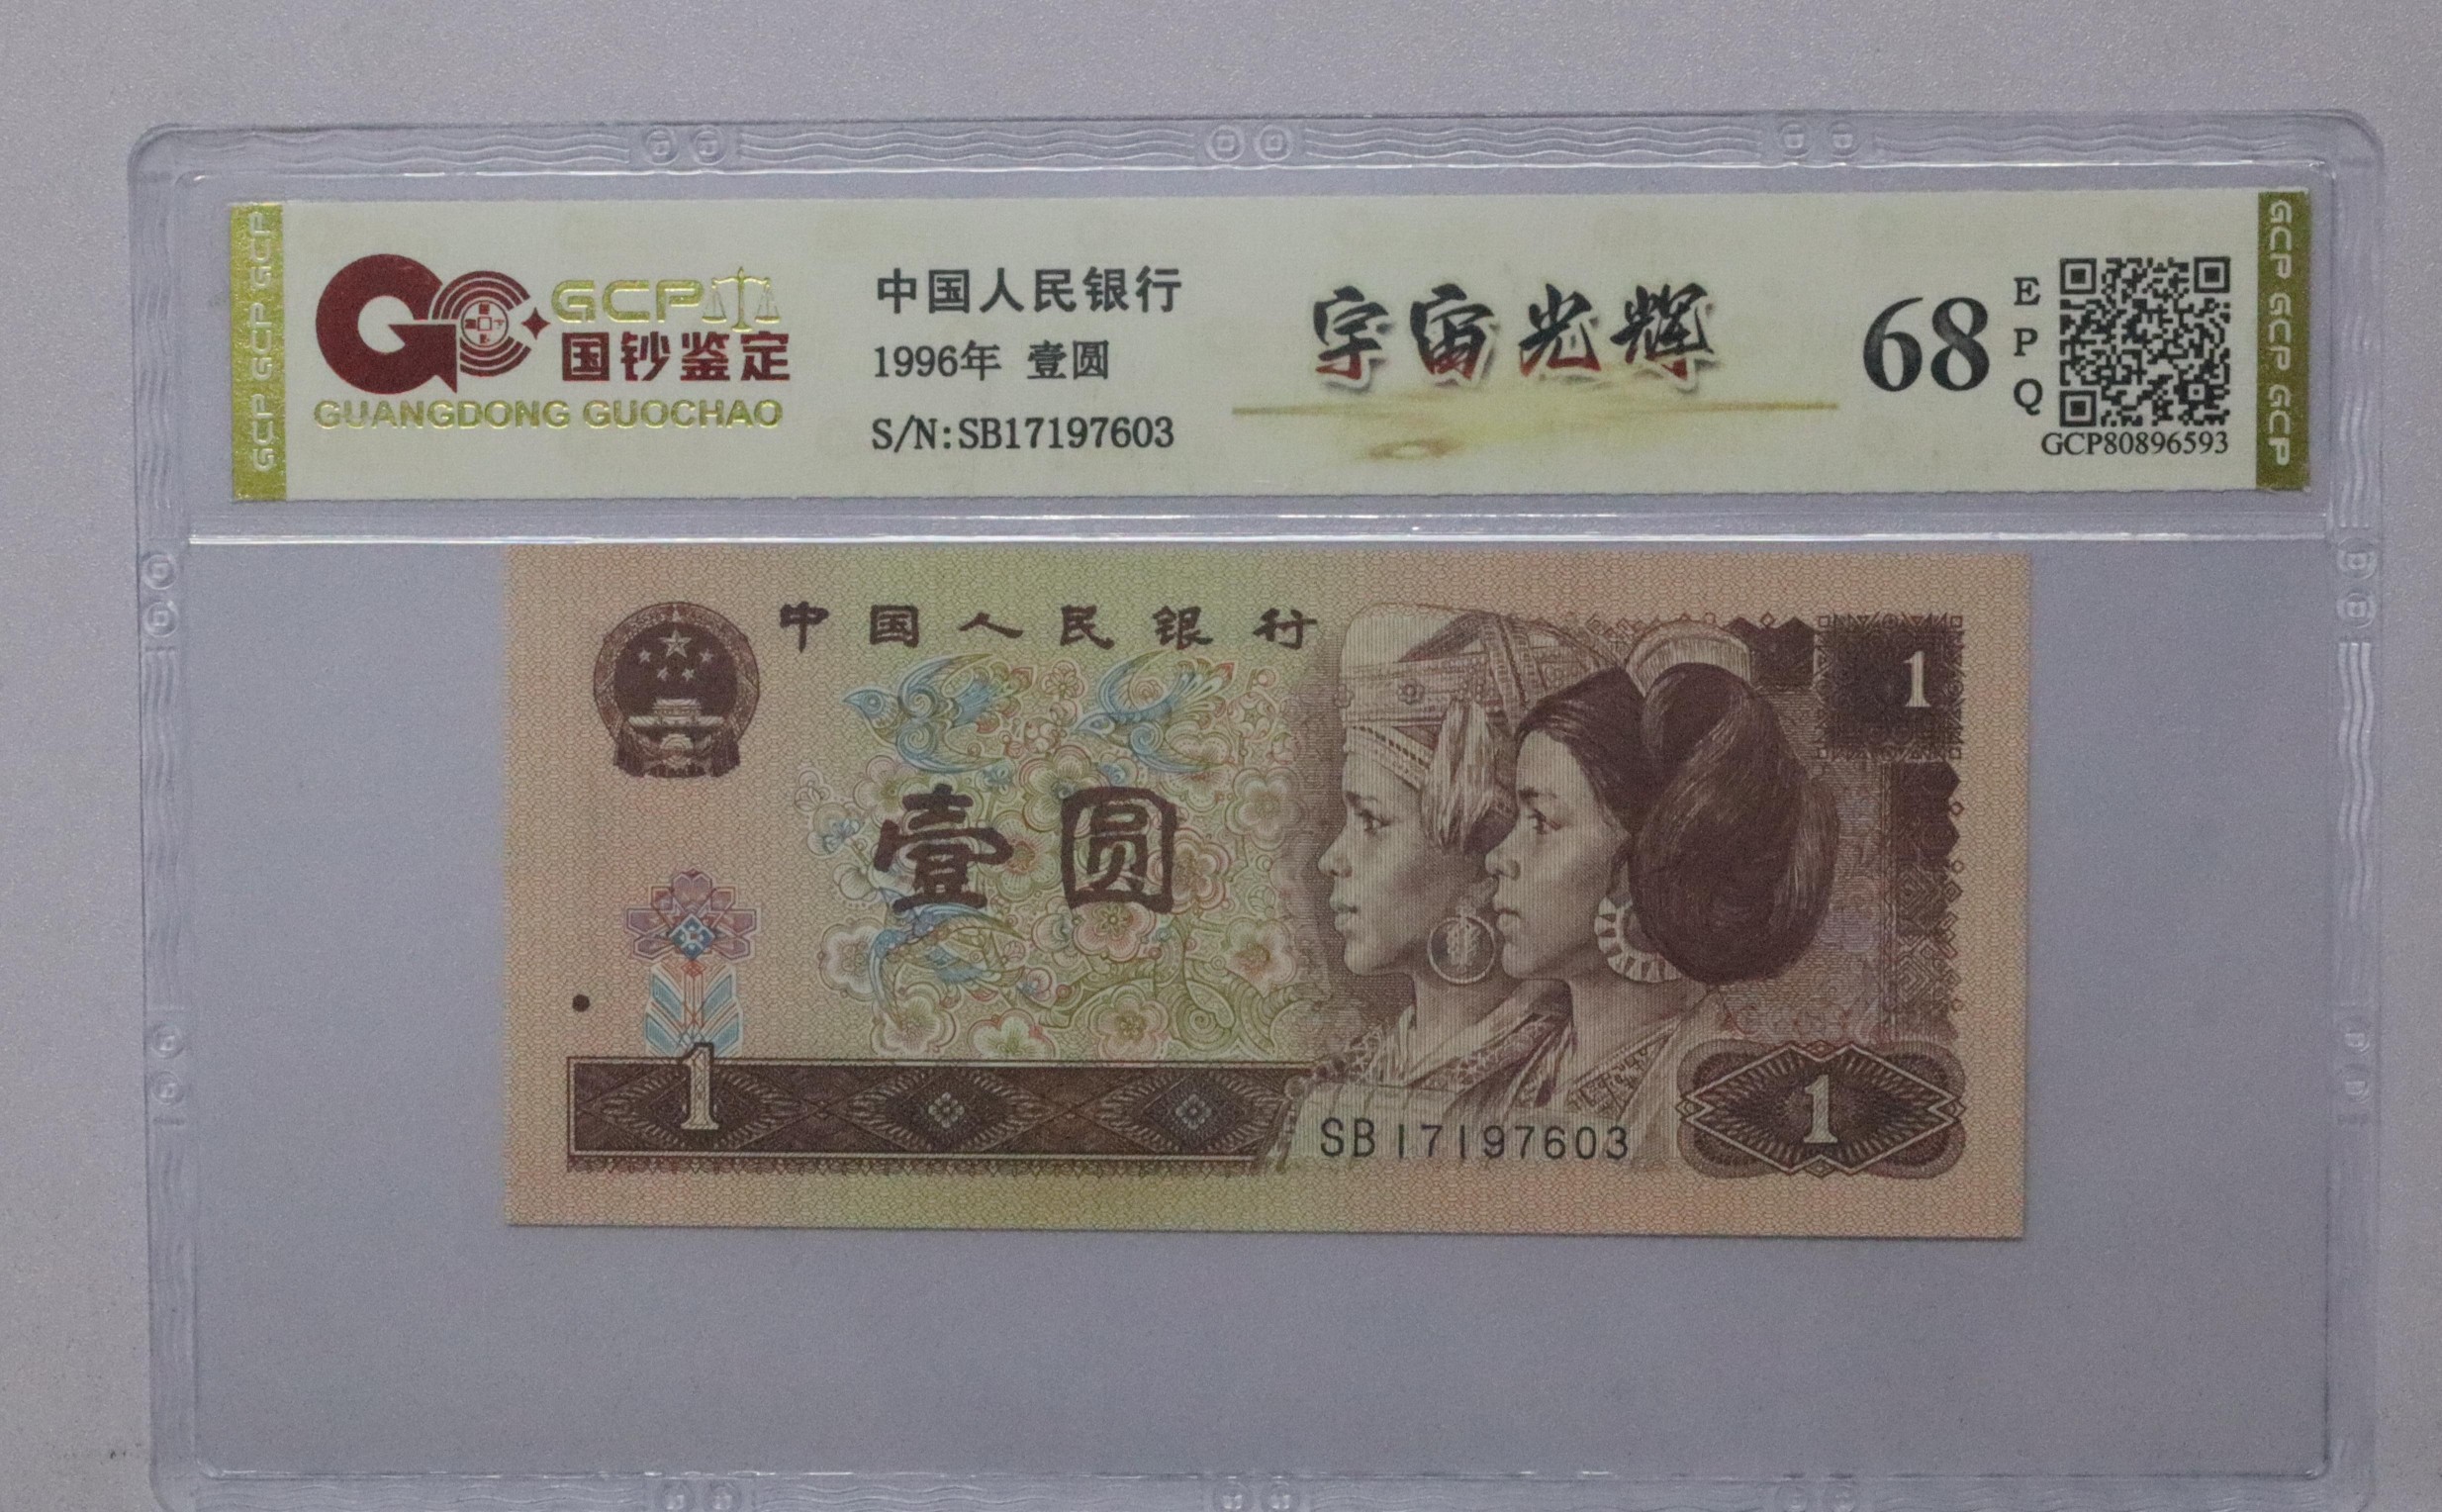 GCP GCP GCP
GCP
国钞鉴定
GUANGDONG GUOCHAO
中国人民银行
1996年 壹圆
S/N:SB17197603
宇宙光辉
68
EPQ
GCP80896593
GCP GCP GCP
中国人民银行
1
壹圆
1
SB17197603
1